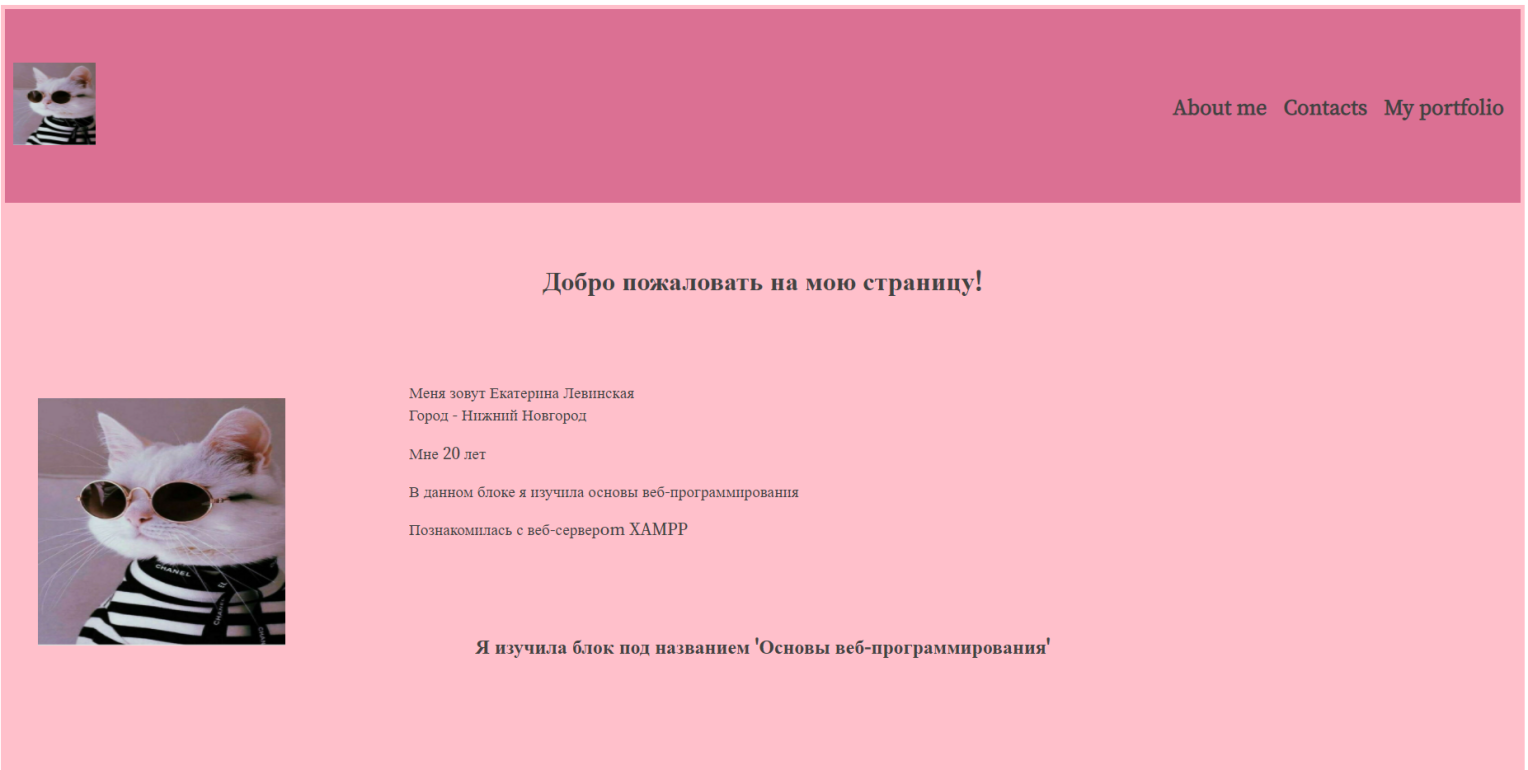 About me Contacts My portfolio
Добро пожаловать на мою страницу!
Меня зовут Екатерина Левинская
Город - Нижний Новгород
Мне 20 лет
В данном блоке я изучила основы веб-программирования
Познакомилась с веб-серверom XAMPP
CHANEL
Я изучила блок под названием 'Основы веб-программирования'